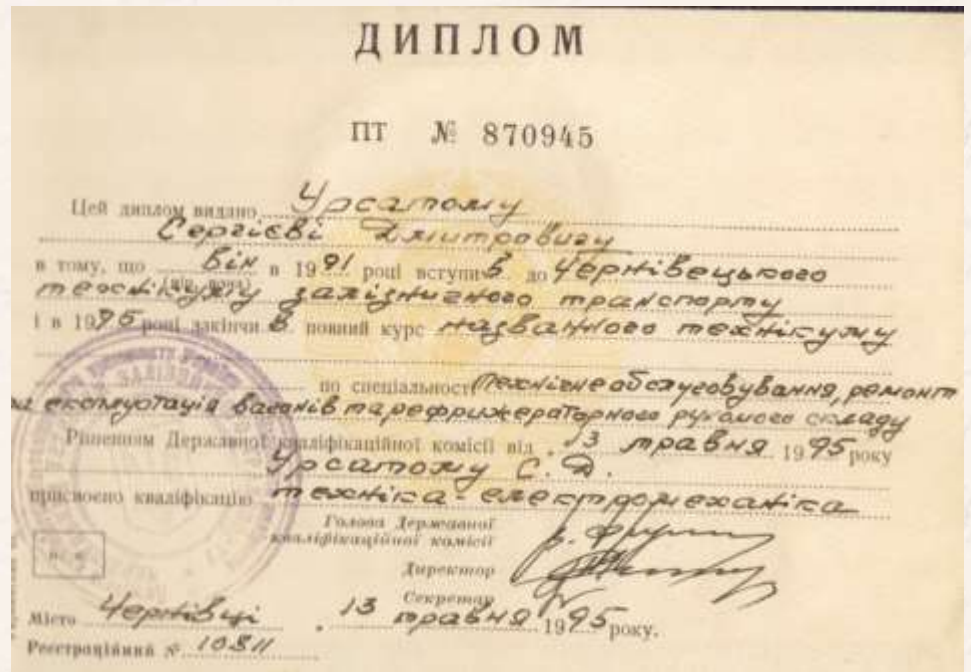 ДИПЛОМ
ПТ № 870945
Цей диплом видано Урсатому
Сергієві Дмитровичу
в тому, що він в 1991 році вступив до Чернівецького
технікуму залізничного транспорту
і в 1995 році закінчив повний курс названного технікуму
по спеціальності Технічне обслуговування, ремонт
та експлуатація вагонів та рефрижераторного рухомого складу
Рішенням Державної кваліфікаційної комісії від 13 травня 1995 року
Урсатому С. Д.
присвоєно кваліфікацію техніка-електромеханіка
Голова Державної
кваліфікаційної комісії
Директор
Секретар
Місто Чернівці 13 травня 1995 року.
Реєстраційний № 10811